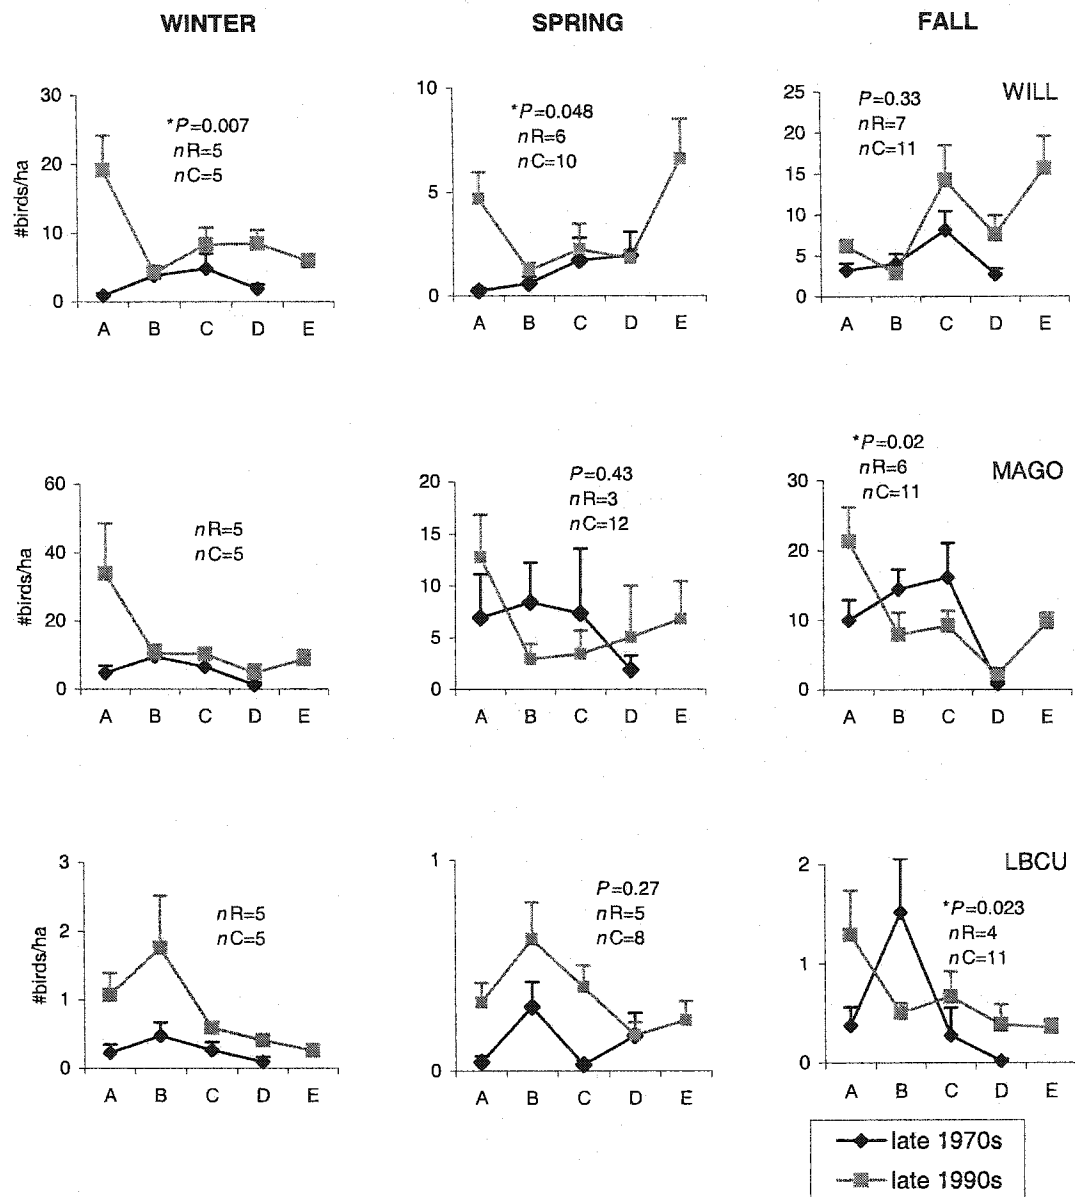 WINTER SPRING FALL
30
20
10
0
#birds/ha
*P=0.007
nR=5
nC=5
A B C D E
10
5
0
*P=0.048
nR=6
nC=10
A B C D E
25
20
15
10
5
0
P=0.33
nR=7
nC=11
WILL
A B C D E
60
40
20
0
#birds/ha
nR=5
nC=5
A B C D E
20
15
10
5
0
P=0.43
nR=3
nC=12
A B C D E
30
20
10
0
*P=0.02
nR=6
nC=11
MAGO
A B C D E
3
2
1
0
#birds/ha
nR=5
nC=5
A B C D E
1
0
P=0.27
nR=5
nC=8
A B C D E
2
1
0
LBCU
*P=0.023
nR=4
nC=11
A B C D E
late 1970s
late 1990s